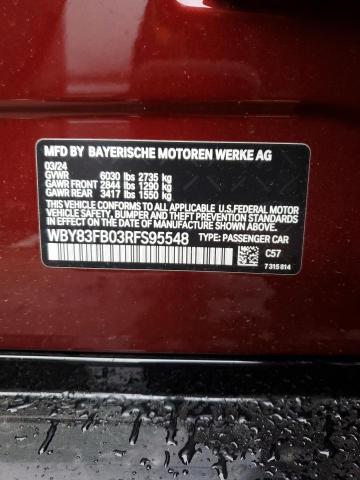 MFD BY BAYERISCHE MOTOREN WERKE AG
03/24
GVWR 6030 lbs 2735 kg
GAWR FRONT 2844 lbs 1290 kg
GAWR REAR 3417 lbs 1550 kg
THIS VEHICLE CONFORMS TO ALL APPLICABLE U.S.FEDERAL MOTOR
VEHICLE SAFETY, BUMPER, AND THEFT PREVENTION STANDARDS IN
EFFECT ON THE DATE OF MANUFACTURE SHOWN ABOVE.
WBY83FB03RFS95548 TYPE: PASSENGER CAR
C57
7 315 814